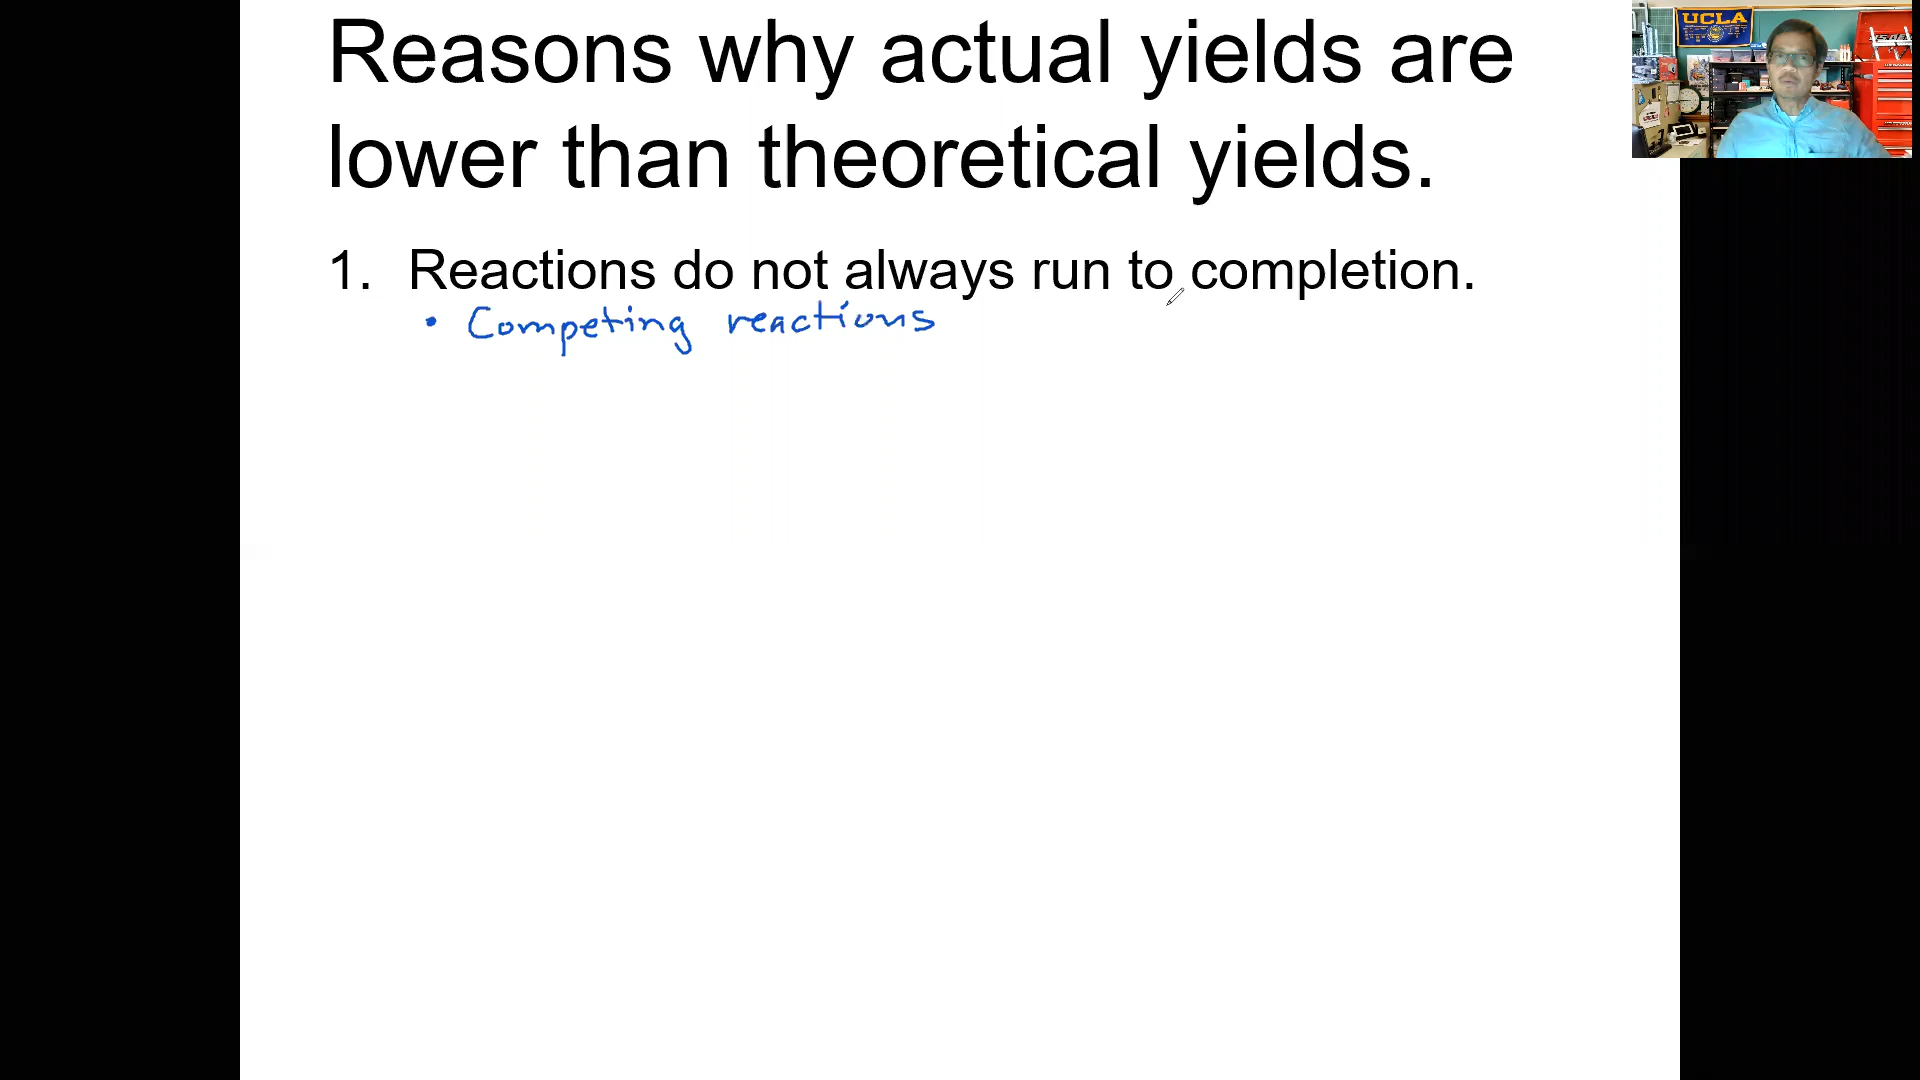 Reasons why actual yields are
lower than theoretical yields.
1. Reactions do not always run to completion.
• Competing reactions
UCLA